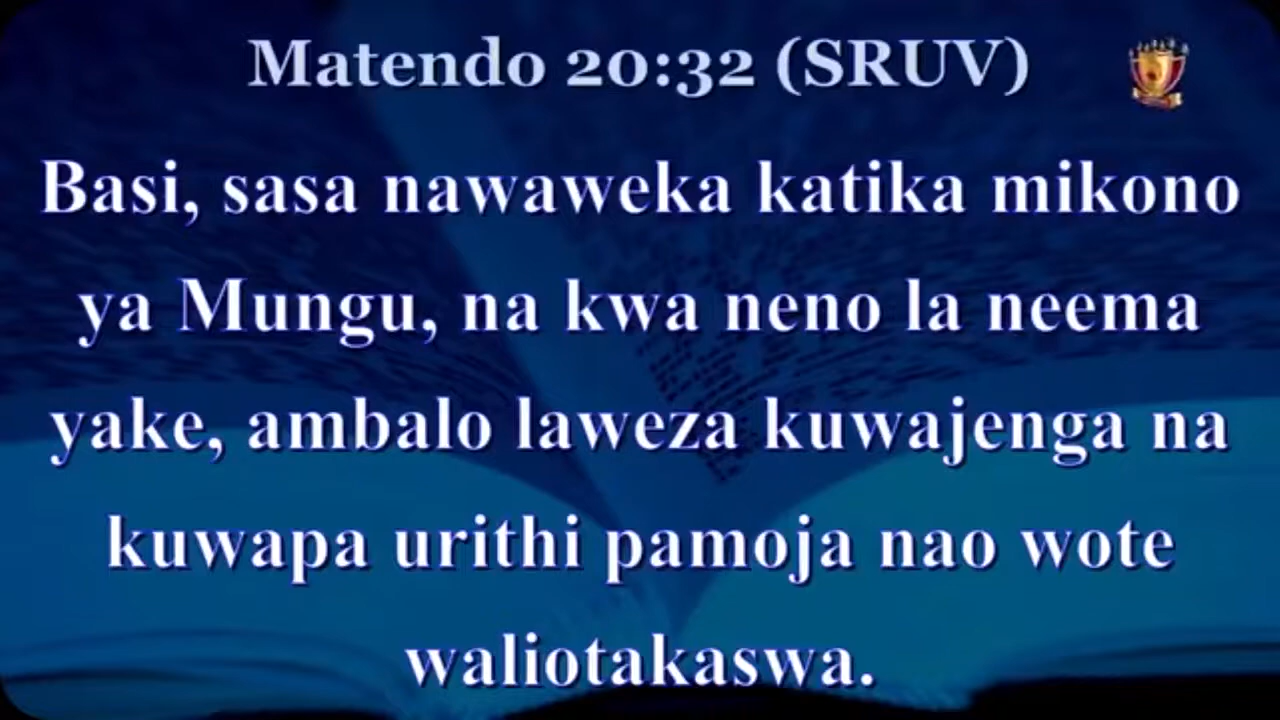 Matendo 20:32 (SRUV)
Basi, sasa nawaweka katika mikono
ya Mungu, na kwa neno la neema
yake, ambalo laweza kuwajenga na
kuwapa urithi pamoja nao wote
waliotakaswa.